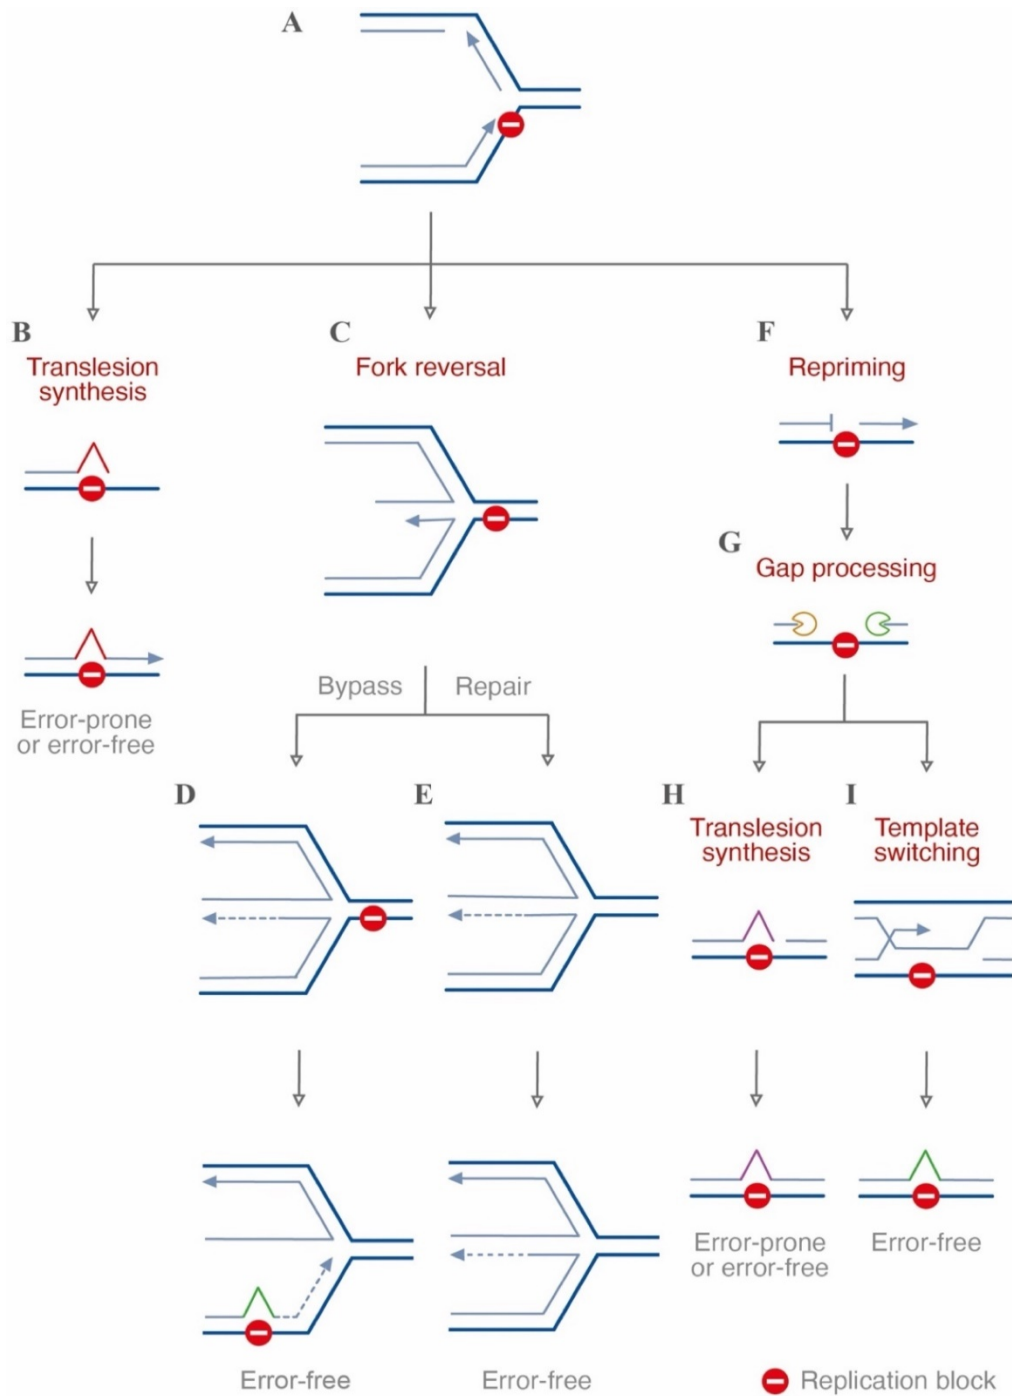 A
B
Translesion
synthesis
Error-prone
or error-free
C
Fork reversal
Bypass
Repair
F
Repriming
G
Gap processing
D
E
H
Translesion
synthesis
I
Template
switching
Error-free
Error-free
Error-prone
or error-free
Error-free
Replication block